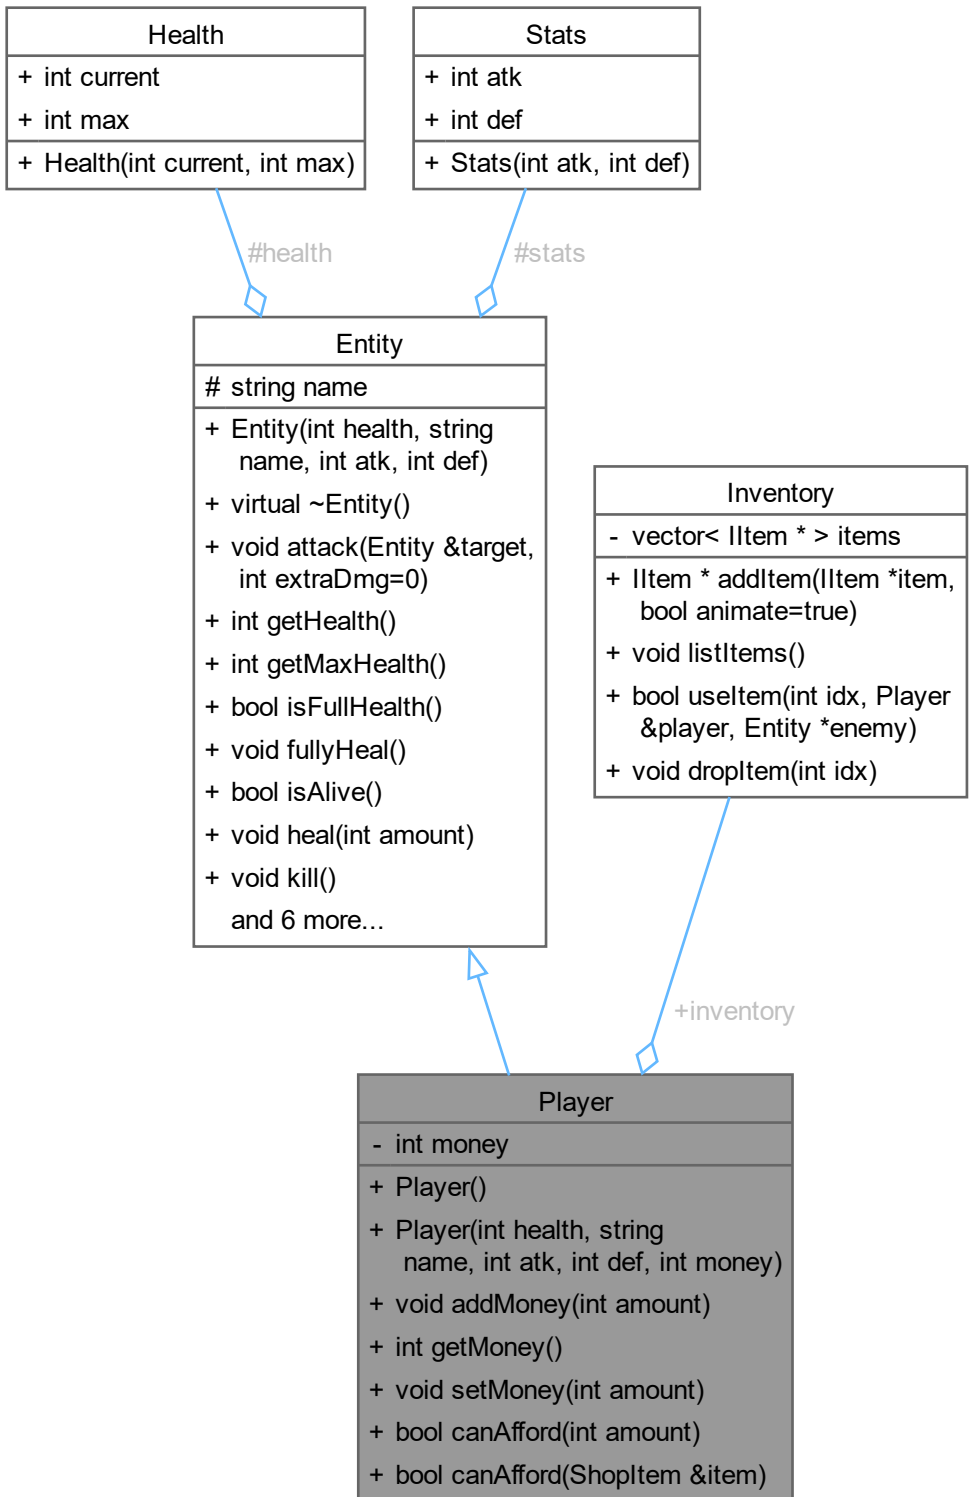 Health
+ int current
+ int max
+ Health(int current, int max)
Stats
+ int atk
+ int def
+ Stats(int atk, int def)
#health
#stats
Entity
# string name
+ Entity(int health, string
name, int atk, int def)
+ virtual ~Entity()
+ void attack(Entity &target,
int extraDmg=0)
+ int getHealth()
+ int getMaxHealth()
+ bool isFullHealth()
+ void fullyHeal()
+ bool isAlive()
+ void heal(int amount)
+ void kill()
and 6 more...
Inventory
- vector< IItem * > items
+ IItem * addItem(IItem *item,
bool animate=true)
+ void listItems()
+ bool useItem(int idx, Player
&player, Entity *enemy)
+ void dropItem(int idx)
+inventory
Player
- int money
+ Player()
+ Player(int health, string
name, int atk, int def, int money)
+ void addMoney(int amount)
+ int getMoney()
+ void setMoney(int amount)
+ bool canAfford(int amount)
+ bool canAfford(ShopItem &item)